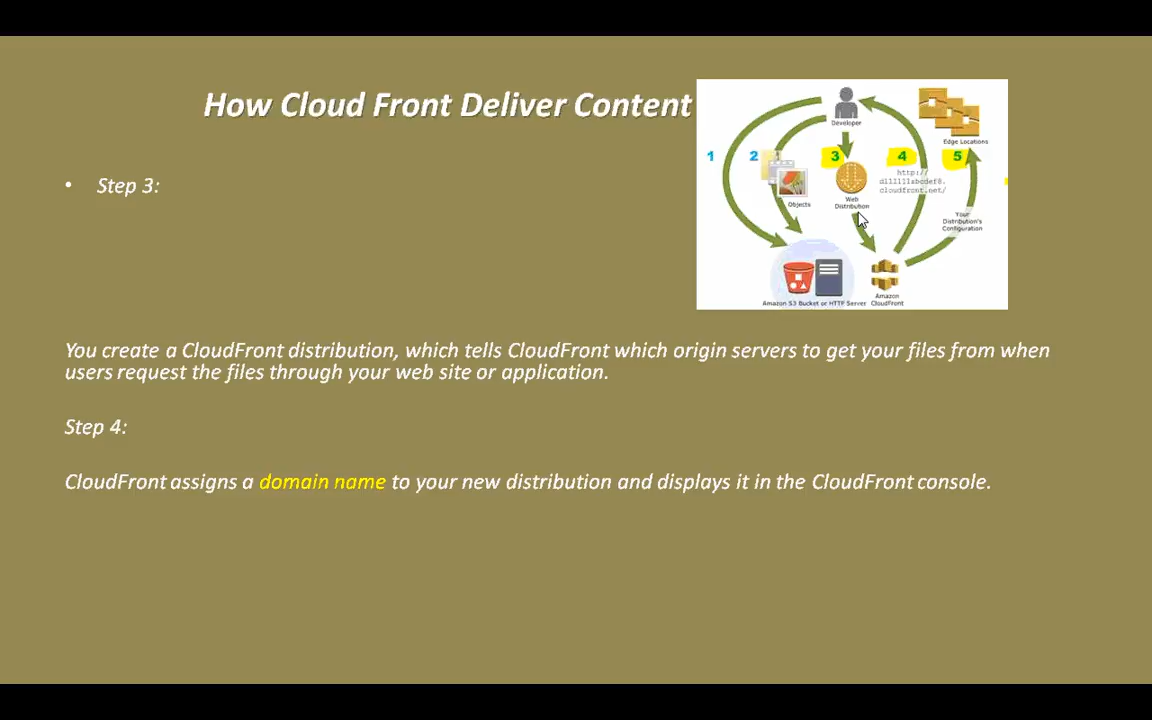 How Cloud Front Deliver Content
• Step 3:
Developer
Edge Locations
1 2 3 4 5
http://
d111111abcdef8.
cloudfront.net/
Objects
Web
Distribution
Your
Distribution's
Configuration
Amazon S3 Bucket or HTTP Server
Amazon
CloudFront
You create a CloudFront distribution, which tells CloudFront which origin servers to get your files from when
users request the files through your web site or application.
Step 4:
CloudFront assigns a domain name to your new distribution and displays it in the CloudFront console.